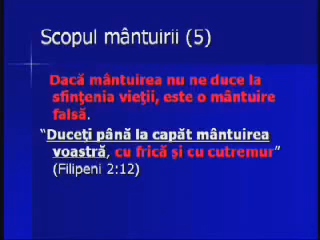 Scopul mântuirii (5)
Dacă mântuirea nu ne duce la
sfinţenia vieţii, este o mântuire
falsă.
“Duceţi până la capăt mântuirea
voastră, cu frică şi cu cutremur”
(Filipeni 2:12)